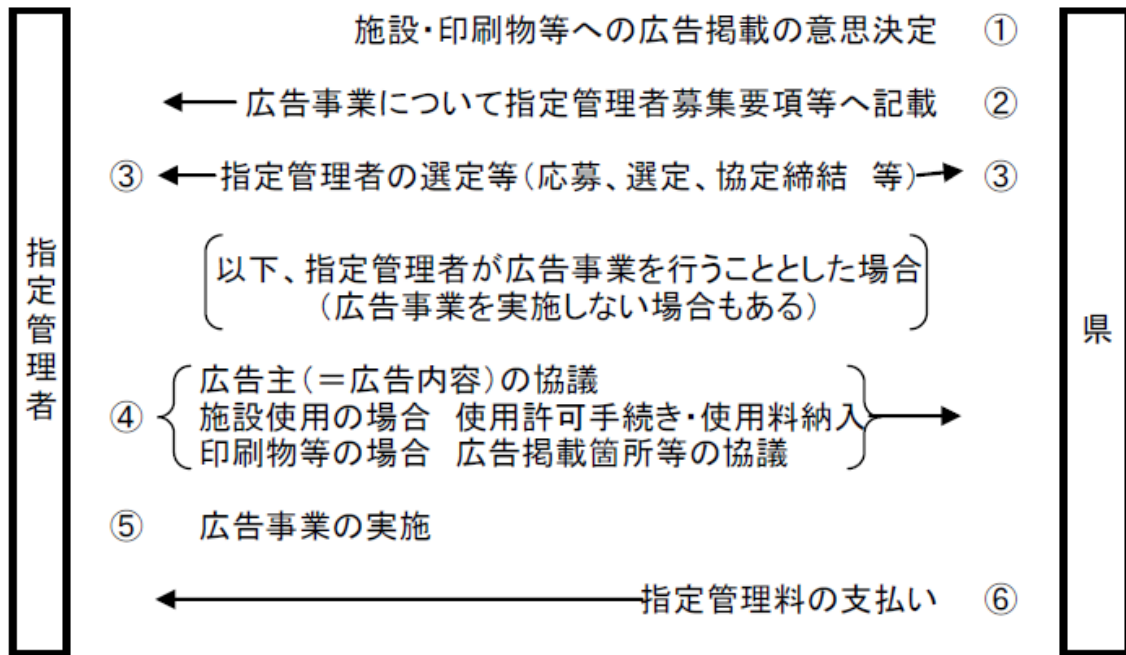 施設・印刷物等への広告掲載の意思決定 ①
広告事業について指定管理者募集要項等へ記載 ②
③ 指定管理者の選定等(応募、選定、協定締結 等) ③
以下、指定管理者が広告事業を行うこととした場合
(広告事業を実施しない場合もある)
指定管理者
県
広告主(=広告内容)の協議
④ 施設使用の場合 使用許可手続き・使用料納入
印刷物等の場合 広告掲載箇所等の協議
⑤ 広告事業の実施
指定管理料の支払い ⑥